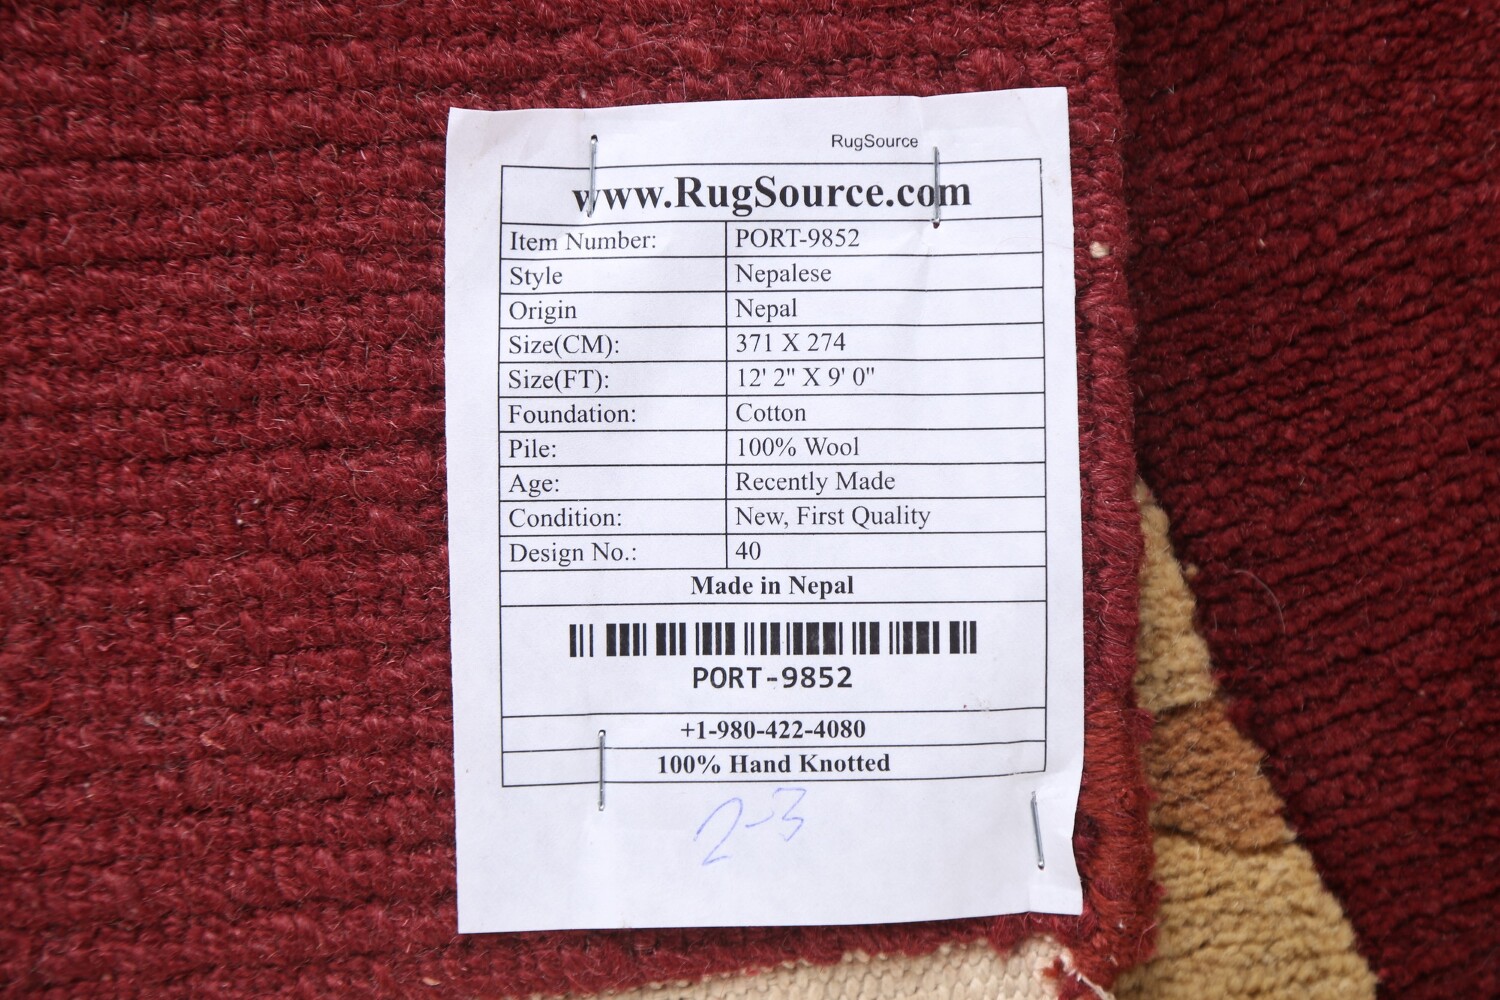 RugSource
www.RugSource.com
Item Number: PORT-9852
Style Nepalese
Origin Nepal
Size(CM): 371 X 274
Size(FT): 12' 2" X 9' 0"
Foundation: Cotton
Pile: 100% Wool
Age: Recently Made
Condition: New, First Quality
Design No.: 40
Made in Nepal
PORT-9852
+1-980-422-4080
100% Hand Knotted
2-3